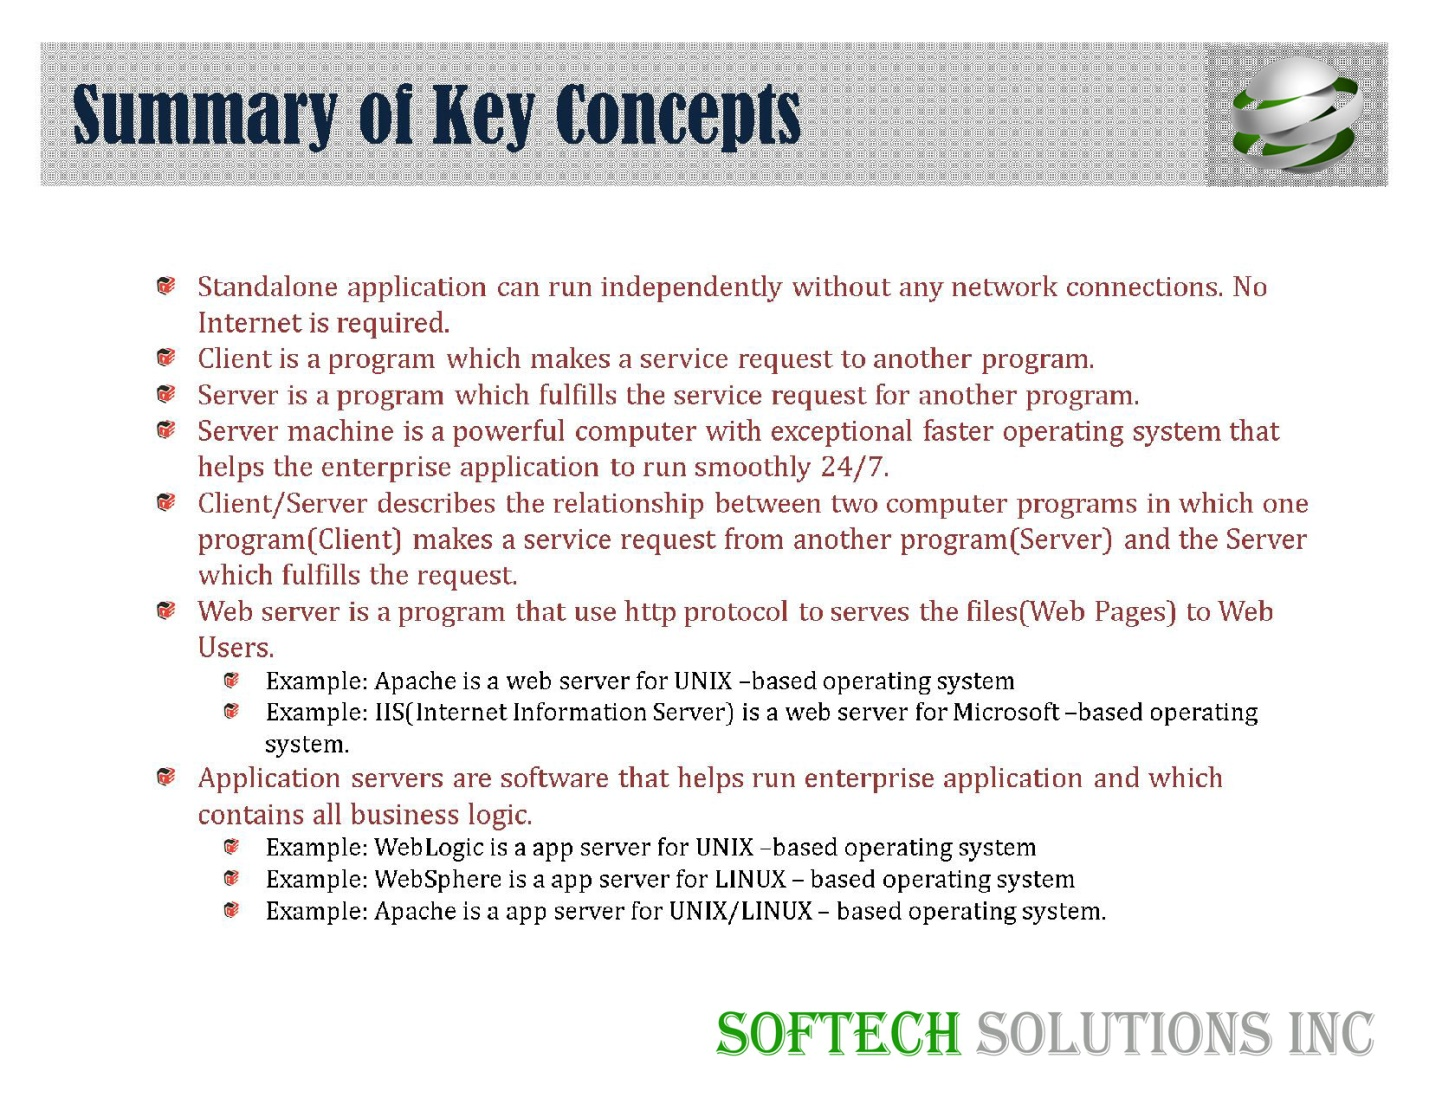 Summary of Key Concepts
Standalone application can run independently without any network connections. No
Internet is required.
Client is a program which makes a service request to another program.
Server is a program which fulfills the service request for another program.
Server machine is a powerful computer with exceptional faster operating system that
helps the enterprise application to run smoothly 24/7.
Client/Server describes the relationship between two computer programs in which one
program(Client) makes a service request from another program(Server) and the Server
which fulfills the request.
Web server is a program that use http protocol to serves the files(Web Pages) to Web
Users.
Example: Apache is a web server for UNIX –based operating system
Example: IIS(Internet Information Server) is a web server for Microsoft –based operating
system.
Application servers are software that helps run enterprise application and which
contains all business logic.
Example: WebLogic is a app server for UNIX –based operating system
Example: WebSphere is a app server for LINUX – based operating system
Example: Apache is a app server for UNIX/LINUX – based operating system.
SOFTECH SOLUTIONS INC